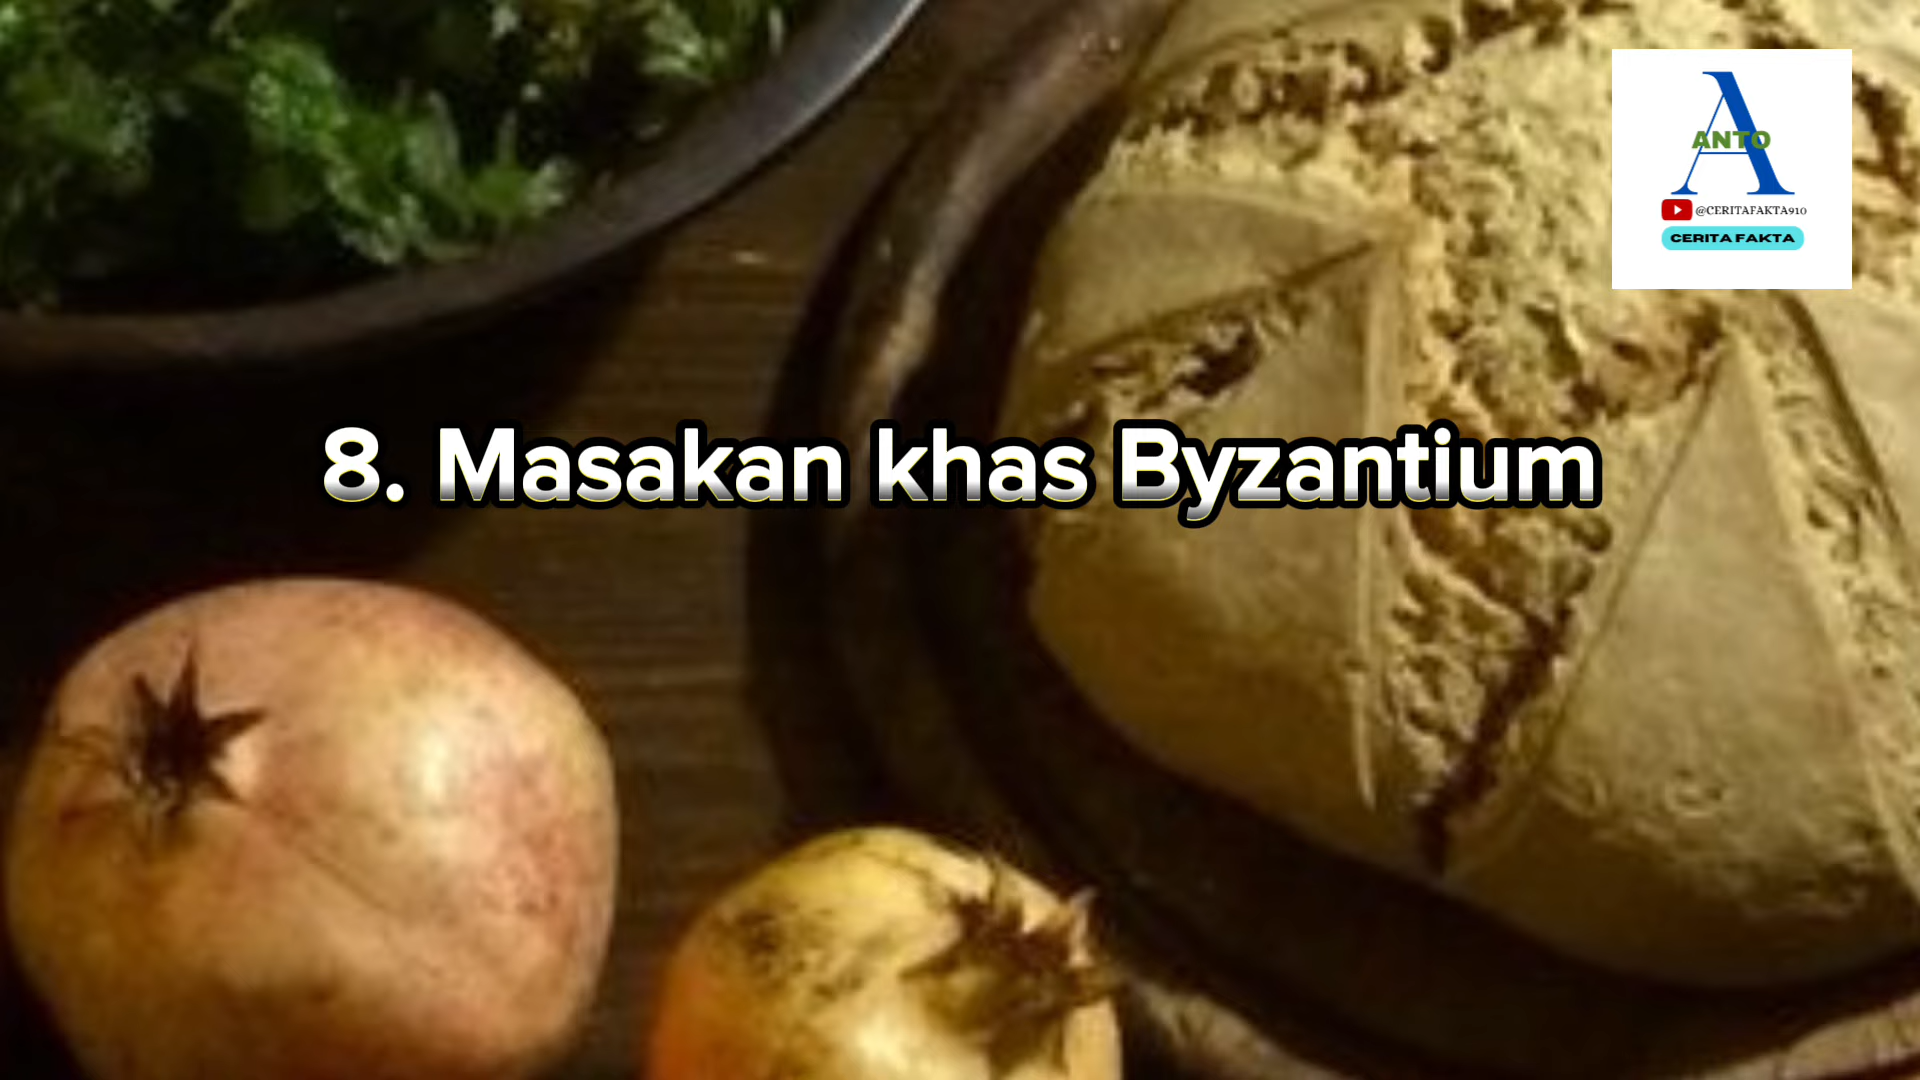 A
ANTO
@CERITAFAKTA910
CERITA FAKTA
8. Masakan khas Byzantium